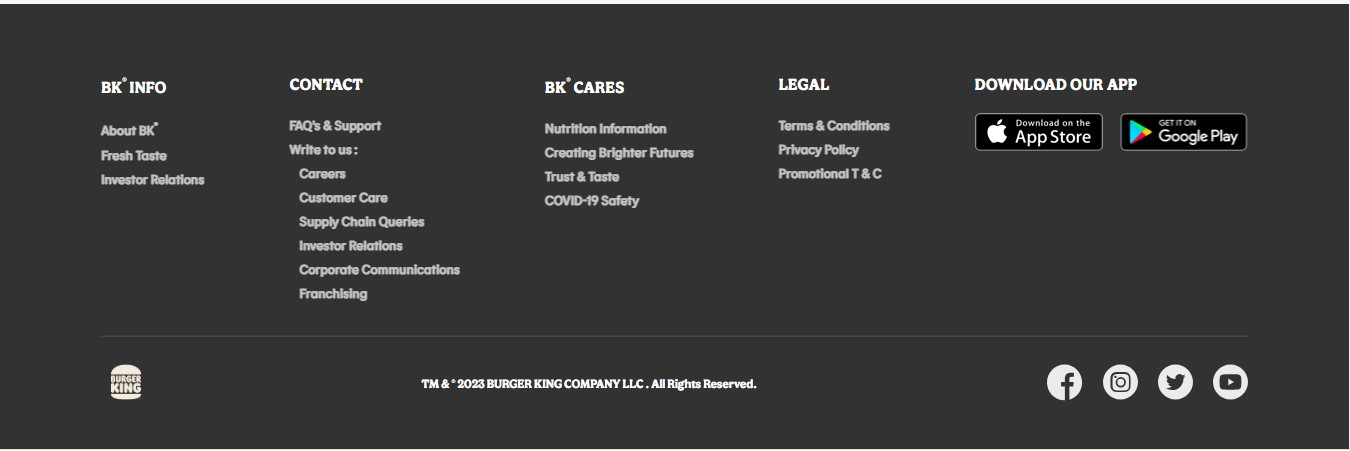 BK® INFO
About BK®
Fresh Taste
Investor Relations
CONTACT
FAQ's & Support
Write to us :
Careers
Customer Care
Supply Chain Queries
Investor Relations
Corporate Communications
Franchising
BK® CARES
Nutrition Information
Creating Brighter Futures
Trust & Taste
COVID-19 Safety
LEGAL
Terms & Conditions
Privacy Policy
Promotional T & C
DOWNLOAD OUR APP
Download on the
App Store
GET IT ON
Google Play
BURGER
KING
TM & ® 2023 BURGER KING COMPANY LLC . All Rights Reserved.